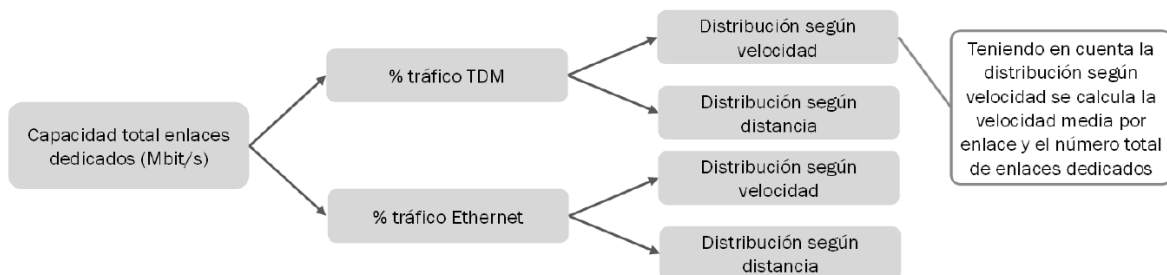 Capacidad total enlaces
dedicados (Mbit/s)
% tráfico TDM
% tráfico Ethernet
Distribución según
velocidad
Distribución según
distancia
Distribución según
velocidad
Distribución según
distancia
Teniendo en cuenta la
distribución según
velocidad se calcula la
velocidad media por
enlace y el número total
de enlaces dedicados